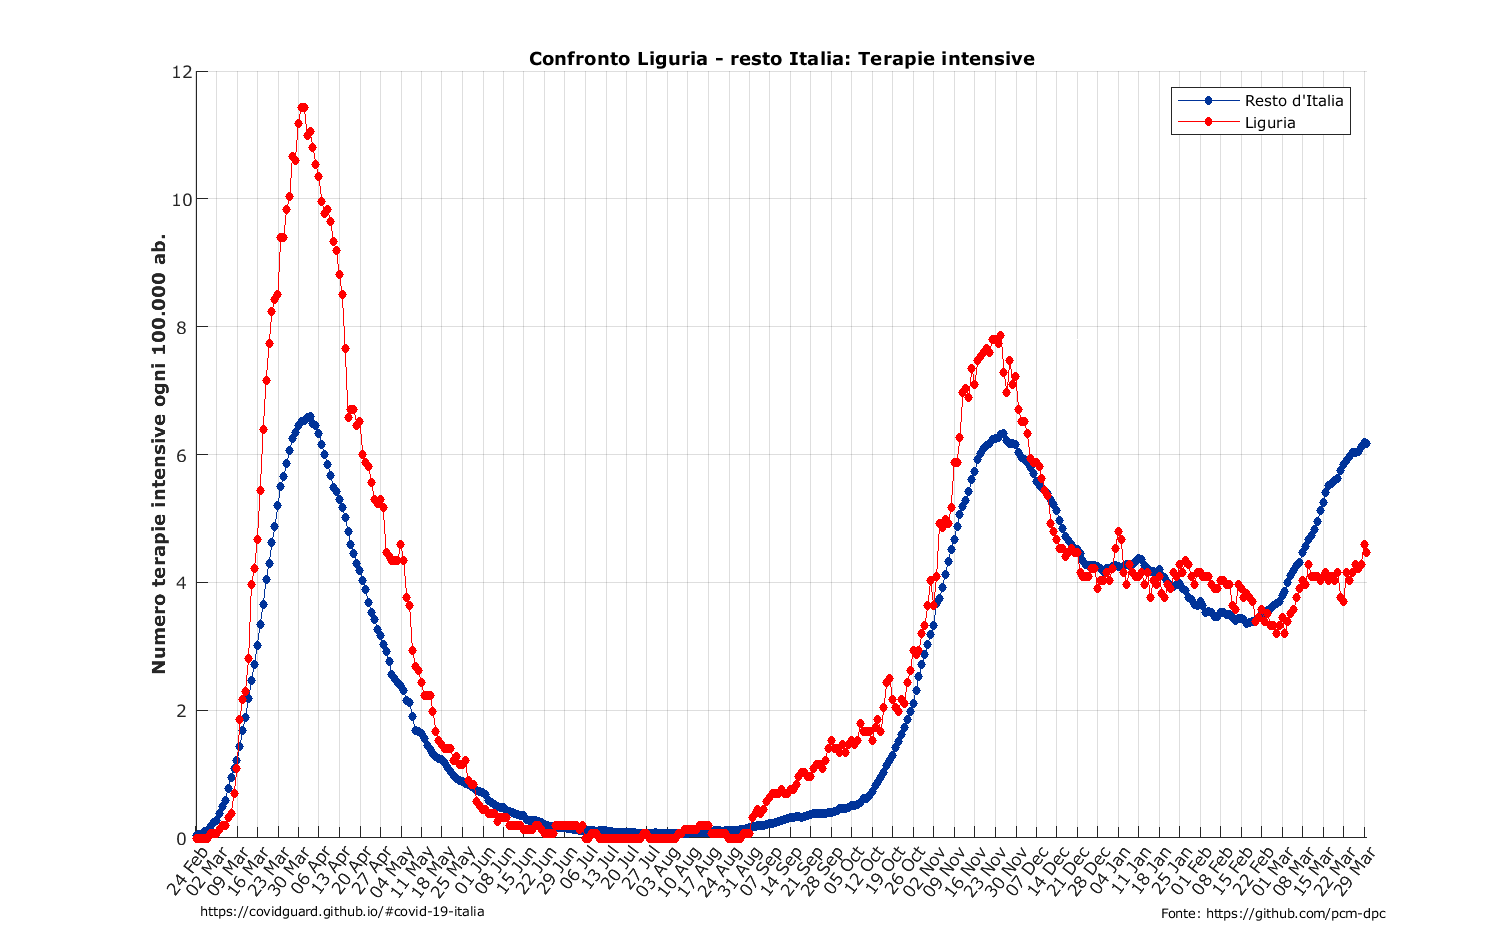 Confronto Liguria - resto Italia: Terapie intensive
Numero terapie intensive ogni 100.000 ab.
12
10
8
6
4
2
0
Resto d'Italia
Liguria
24 Feb
02 Mar
09 Mar
16 Mar
23 Mar
30 Mar
06 Apr
13 Apr
20 Apr
27 Apr
04 May
11 May
18 May
25 May
01 Jun
08 Jun
15 Jun
22 Jun
29 Jun
06 Jul
13 Jul
20 Jul
27 Jul
03 Aug
10 Aug
17 Aug
24 Aug
31 Aug
07 Sep
14 Sep
21 Sep
28 Sep
05 Oct
12 Oct
19 Oct
26 Oct
02 Nov
09 Nov
16 Nov
23 Nov
30 Nov
07 Dec
14 Dec
21 Dec
28 Dec
04 Jan
11 Jan
18 Jan
25 Jan
01 Feb
08 Feb
15 Feb
22 Feb
01 Mar
08 Mar
15 Mar
22 Mar
29 Mar
https://covidguard.github.io/#covid-19-italia
Fonte: https://github.com/pcm-dpc